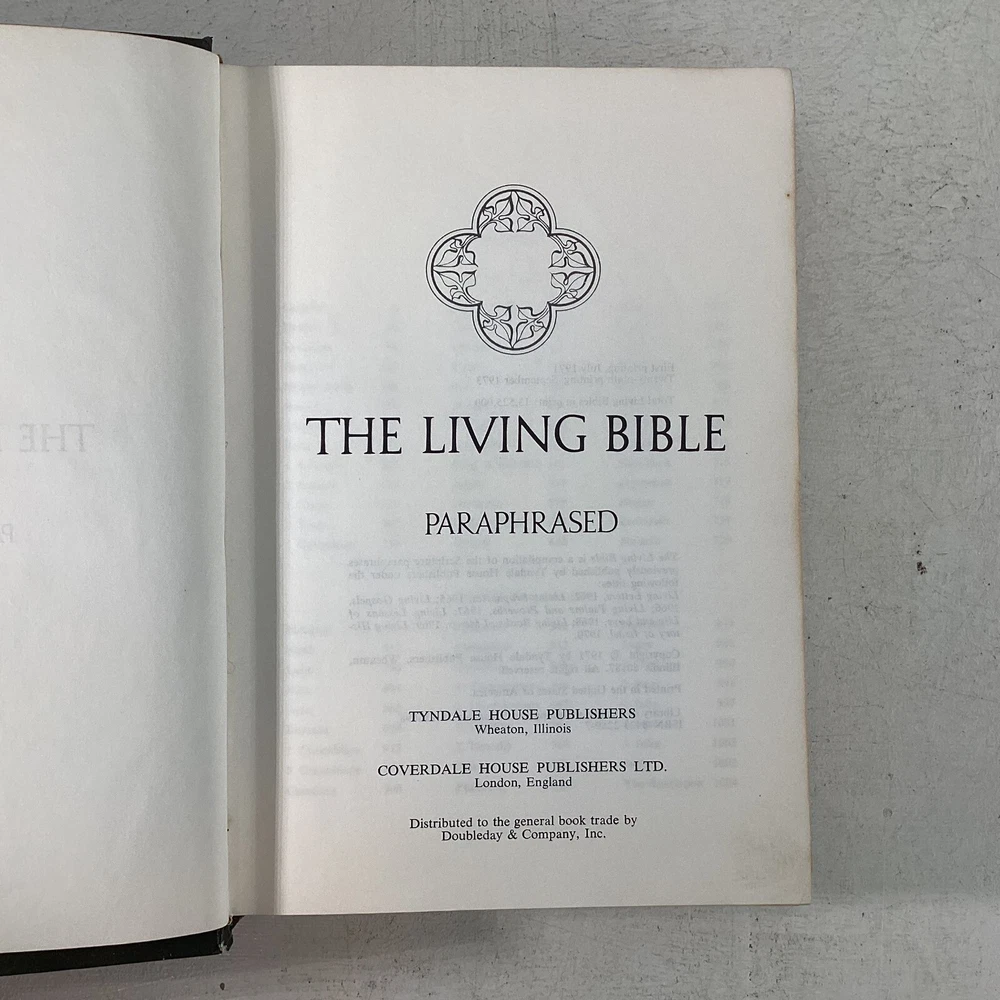 THE LIVING BIBLE
PARAPHRASED
TYNDALE HOUSE PUBLISHERS
Wheaton, Illinois
COVERDALE HOUSE PUBLISHERS LTD.
London, England
Distributed to the general book trade by
Doubleday & Company, Inc.